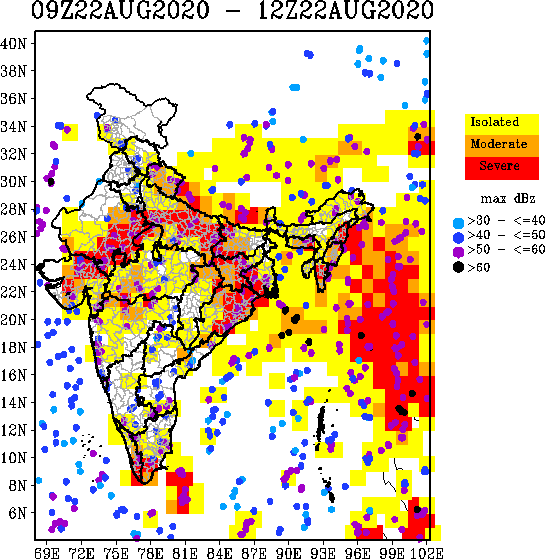 09Z22AUG2020 - 12Z22AUG2020
40N
38N
36N
34N
32N
30N
28N
26N
24N
22N
20N
18N
16N
14N
12N
10N
8N
6N
69E 72E 75E 78E 81E 84E 87E 90E 93E 96E 99E 102E
Isolated
Moderate
Severe
max dBz
>30 - <=40
>40 - <=50
>50 - <=60
>60